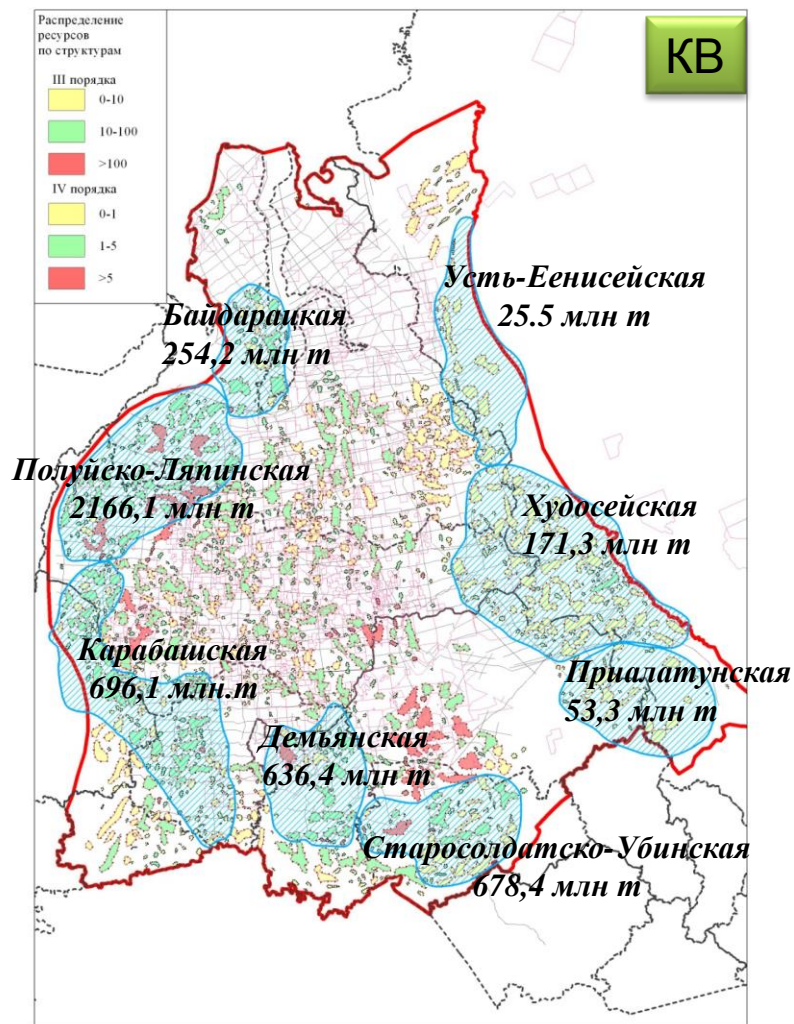 Распределение
ресурсов
по структурам
III порядка
0-10
10-100
>100
IV порядка
0-1
1-5
>5
КВ
Усть-Еенисейская
25.5 млн т
Байдарацкая
254,2 млн т
Полуйско-Ляпинская
2166,1 млн т
Худосейская
171,3 млн т
Карабашская
696,1 млн.т
Приалатунская
53,3 млн т
Демьянская
636,4 млн т
Старосолдатско-Убинская
678,4 млн т